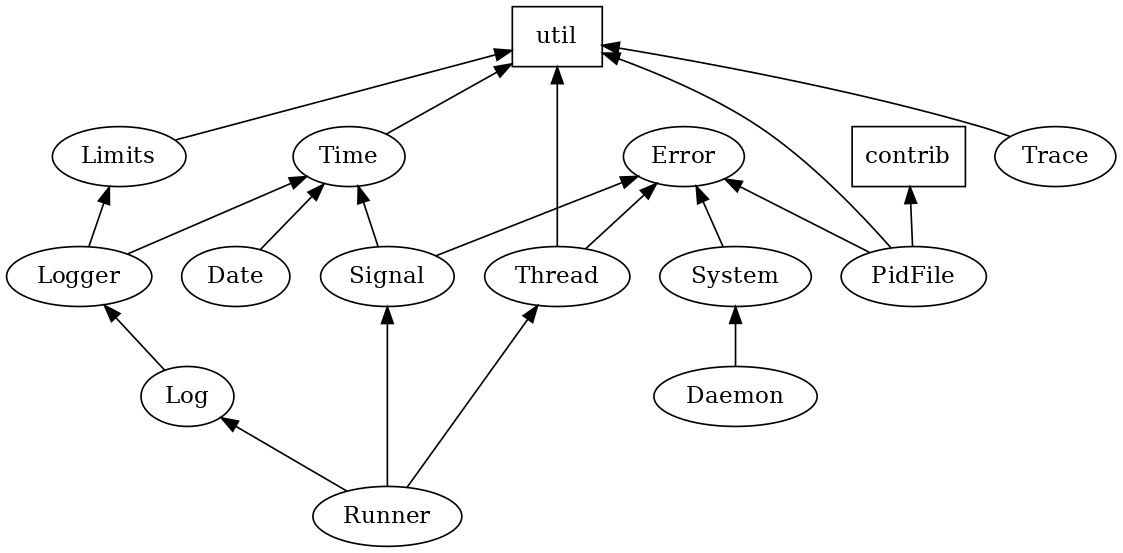 util
Limits
Time
Error
contrib
Trace
Logger
Date
Signal
Thread
System
PidFile
Log
Daemon
Runner